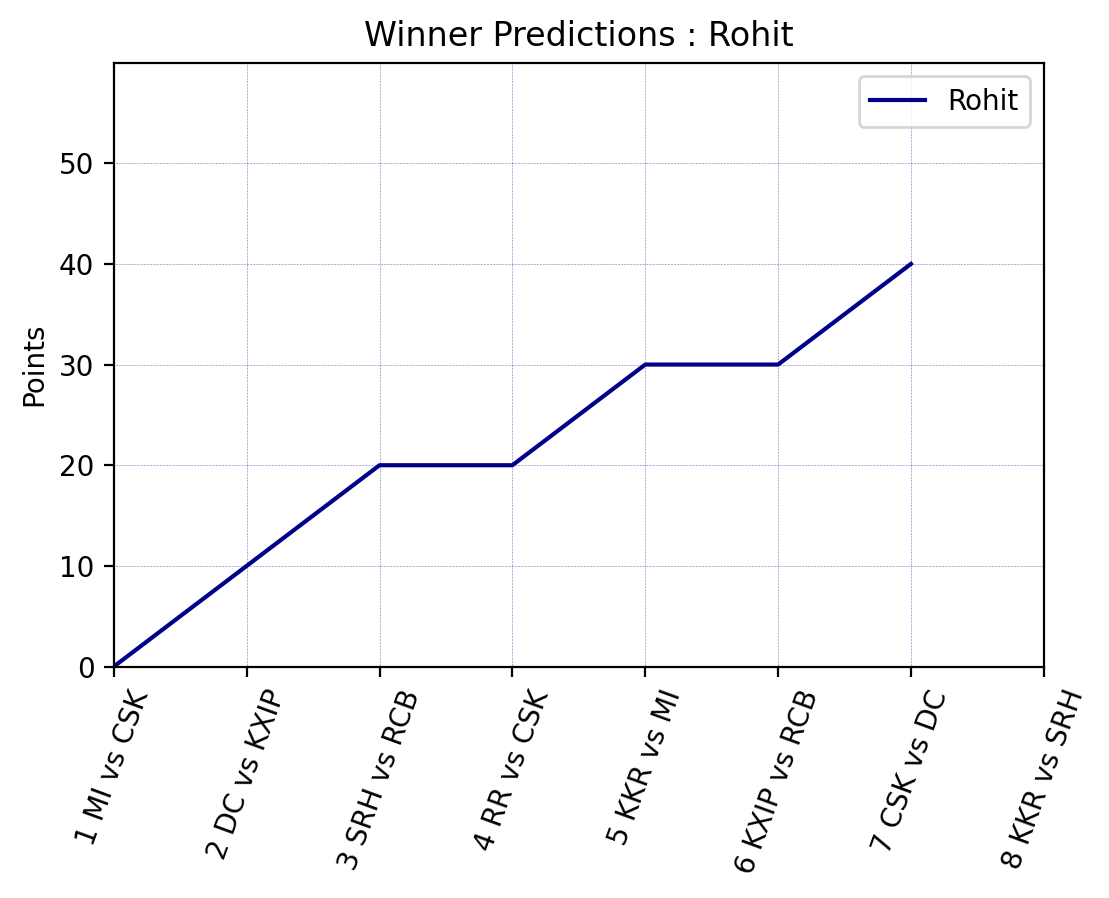 Winner Predictions : Rohit
Rohit
Points
50
40
30
20
10
0
1 MI vs CSK
2 DC vs KXIP
3 SRH vs RCB
4 RR vs CSK
5 KKR vs MI
6 KXIP vs RCB
7 CSK vs DC
8 KKR vs SRH